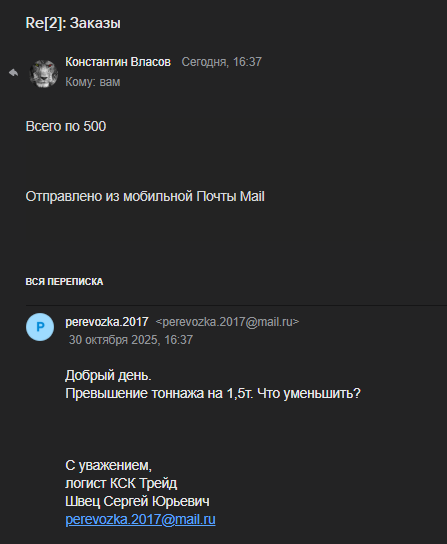 Re[2]: Заказы
Константин Власов Сегодня, 16:37
Кому: вам
Всего по 500
Отправлено из мобильной Почты Mail
ВСЯ ПЕРЕПИСКА
P
perevozka.2017 <perevozka.2017@mail.ru>
30 октября 2025, 16:37
Добрый день.
Превышение тоннажа на 1,5т. Что уменьшить?
С уважением,
логист КСК Трейд
Швец Сергей Юрьевич
perevozka.2017@mail.ru